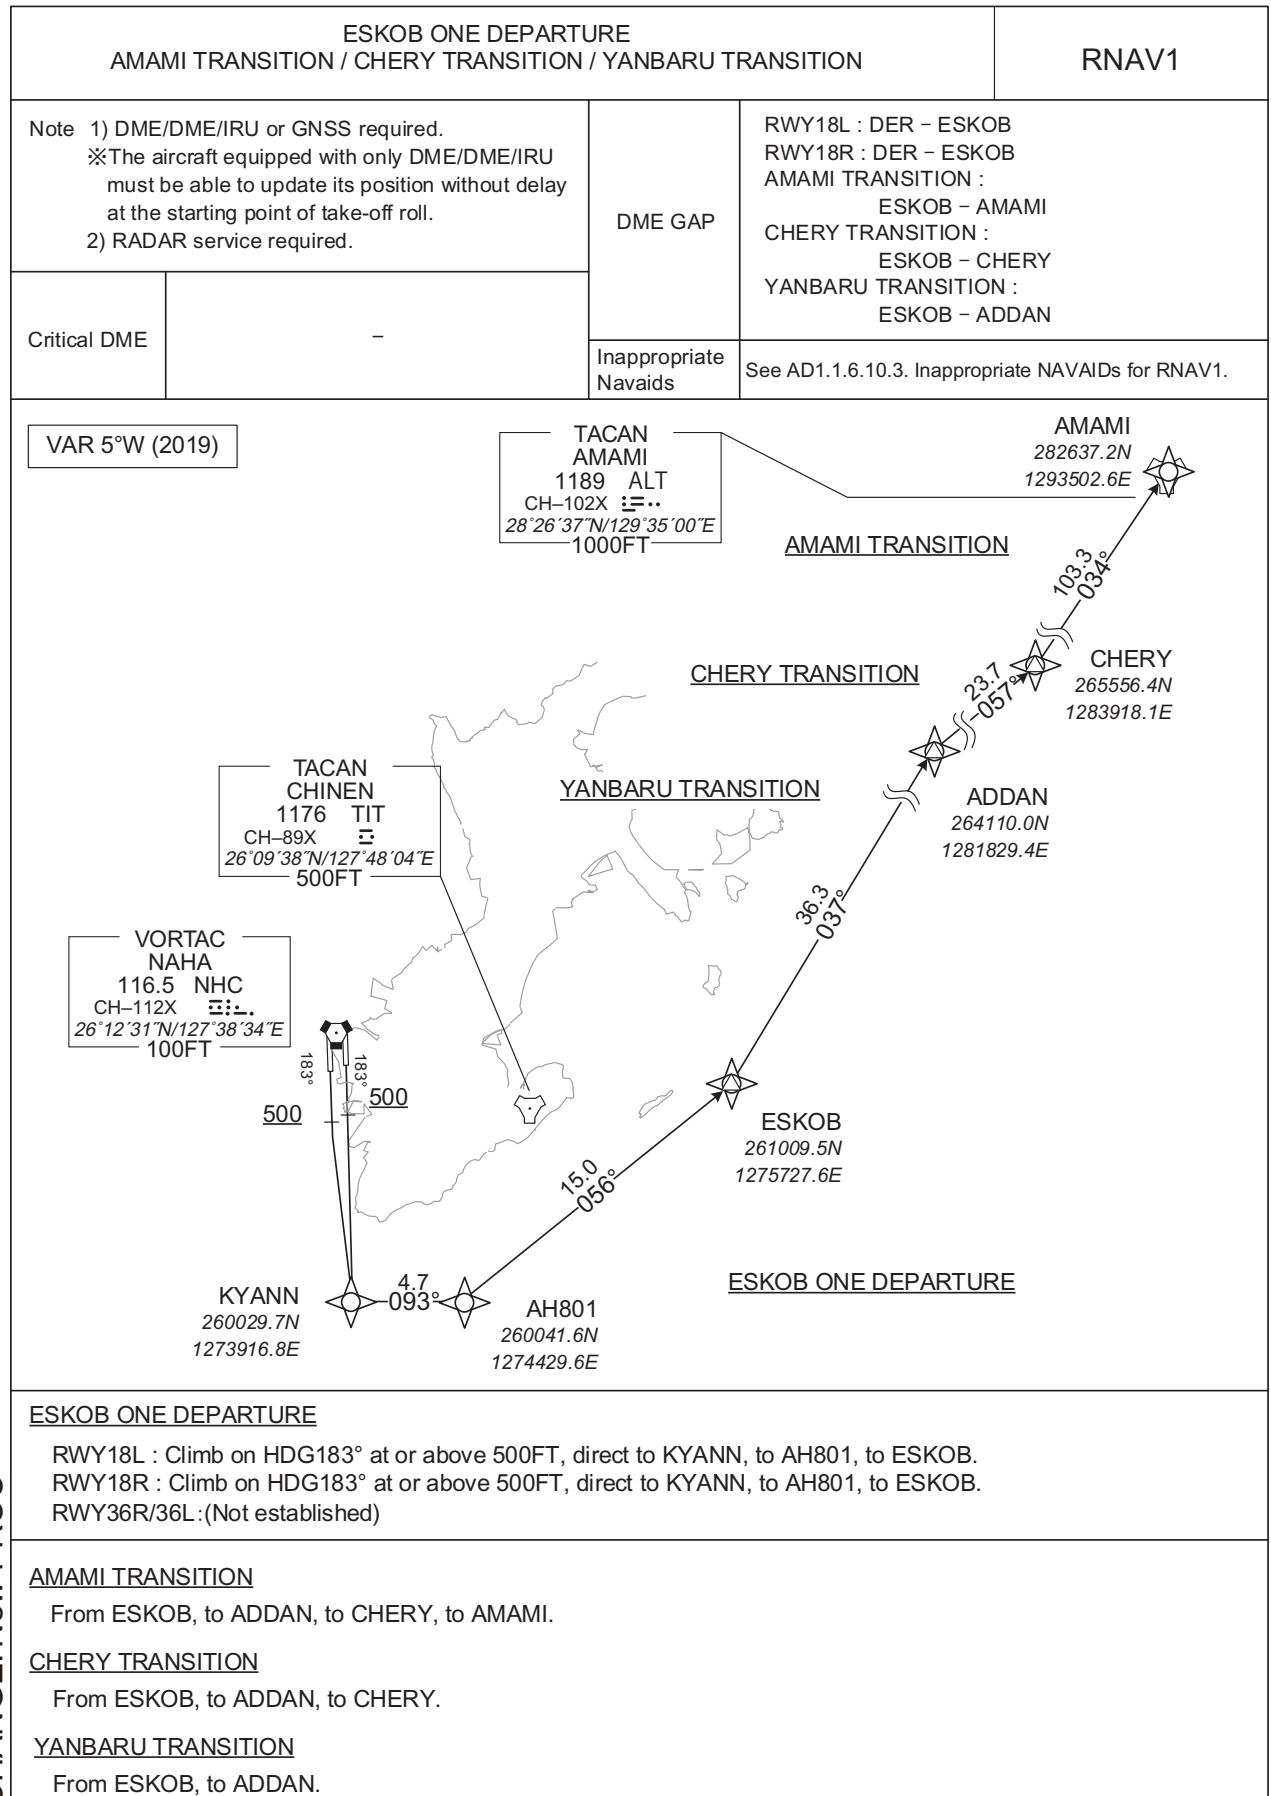 ESKOB ONE DEPARTURE
AMAMI TRANSITION / CHERY TRANSITION / YANBARU TRANSITION
RNAV1
Note 1) DME/DME/IRU or GNSS required.
※The aircraft equipped with only DME/DME/IRU
must be able to update its position without delay
at the starting point of take-off roll.
2) RADAR service required.
DME GAP
RWY18L : DER − ESKOB
RWY18R : DER − ESKOB
AMAMI TRANSITION :
ESKOB − AMAMI
CHERY TRANSITION :
ESKOB − CHERY
YANBARU TRANSITION :
ESKOB − ADDAN
Critical DME
−
Inappropriate
Navaids
See AD1.1.6.10.3. Inappropriate NAVAIDs for RNAV1.
VAR 5°W (2019)
TACAN
AMAMI
1189 ALT
CH–102X
28°26´37˝N/129°35´00˝E
1000FT
AMAMI
282637.2N
1293502.6E
AMAMI TRANSITION
103.3
034°
CHERY TRANSITION
CHERY
265556.4N
1283918.1E
23.7
057°
TACAN
CHINEN
1176 TIT
CH–89X
26°09´38˝N/127°48´04˝E
500FT
YANBARU TRANSITION
ADDAN
264110.0N
1281829.4E
36.3
037°
VORTAC
NAHA
116.5 NHC
CH–112X
26°12´31˝N/127°38´34˝E
100FT
183°
183°
500
500
ESKOB
261009.5N
1275727.6E
15.0
056°
ESKOB ONE DEPARTURE
KYANN
260029.7N
1273916.8E
4.7
093°
AH801
260041.6N
1274429.6E
ESKOB ONE DEPARTURE
RWY18L : Climb on HDG183° at or above 500FT, direct to KYANN, to AH801, to ESKOB.
RWY18R : Climb on HDG183° at or above 500FT, direct to KYANN, to AH801, to ESKOB.
RWY36R/36L:(Not established)
AMAMI TRANSITION
From ESKOB, to ADDAN, to CHERY, to AMAMI.
CHERY TRANSITION
From ESKOB, to ADDAN, to CHERY.
YANBARU TRANSITION
From ESKOB, to ADDAN.